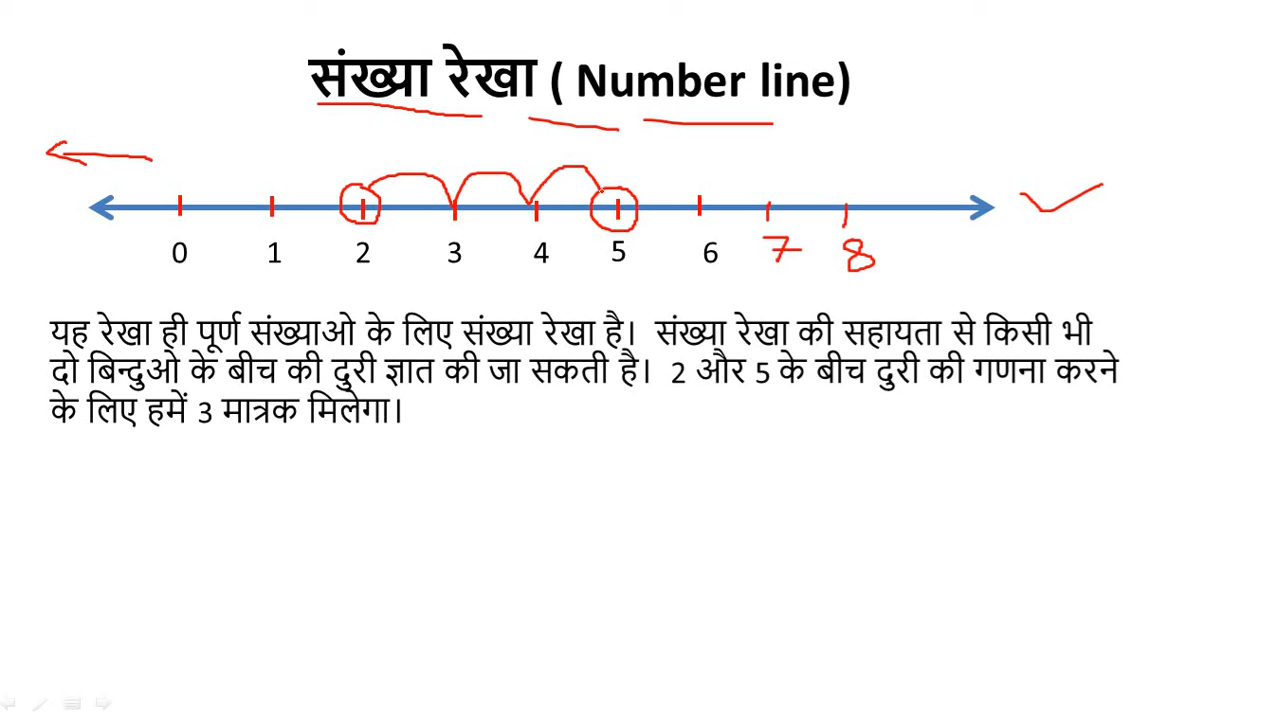 संख्या रेखा ( Number line)
0 1 2 3 4 5 6 7 8
यह रेखा ही पूर्ण संख्याओ के लिए संख्या रेखा है। संख्या रेखा की सहायता से किसी भी
दो बिन्दुओ के बीच की दुरी ज्ञात की जा सकती है। 2 और 5 के बीच दुरी की गणना करने
के लिए हमें 3 मात्रक मिलेगा।